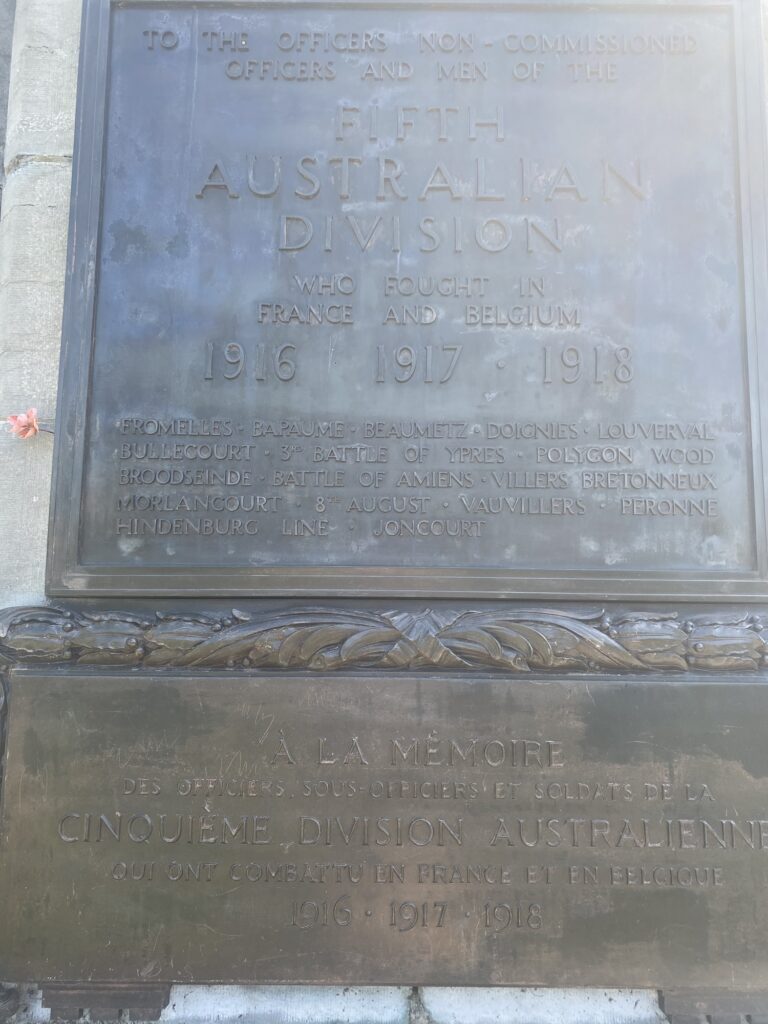 TO THE OFFICERS NON-COMMISSIONED
OFFICERS AND MEN OF THE
FIFTH
AUSTRALIAN
DIVISION
WHO FOUGHT IN
FRANCE AND BELGIUM
1916 · 1917 · 1918
FROMELLES · BAPAUME · BEAUMETZ · DOIGNIES · LOUVERVAL
BULLECOURT · 3RD BATTLE OF YPRES · POLYGON WOOD
BROODSEINDE · BATTLE OF AMIENS · VILLERS BRETONNEUX
MORLANCOURT · 8TH AUGUST · VAUVILLERS · PERONNE
HINDENBURG LINE · JONCOURT
À LA MÉMOIRE
DES OFFICIERS, SOUS-OFFICIERS ET SOLDATS DE LA
CINQUIÈME DIVISION AUSTRALIENNE
QUI ONT COMBATTU EN FRANCE ET EN BELGIQUE
1916 · 1917 · 1918